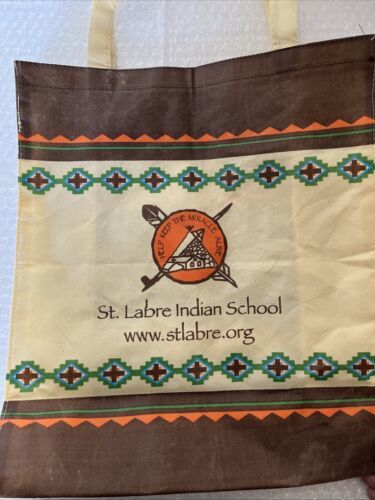 HELP KEEP THE MIRACLE ALIVE
St. Labre Indian School
www.stlabre.org